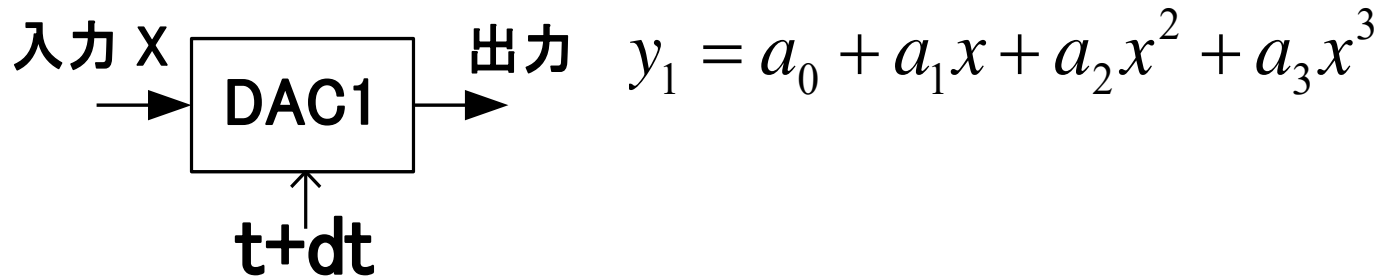 入力 X 出力 y₁ = a₀ + a₁x + a₂x² + a₃x³
DAC1
t+dt